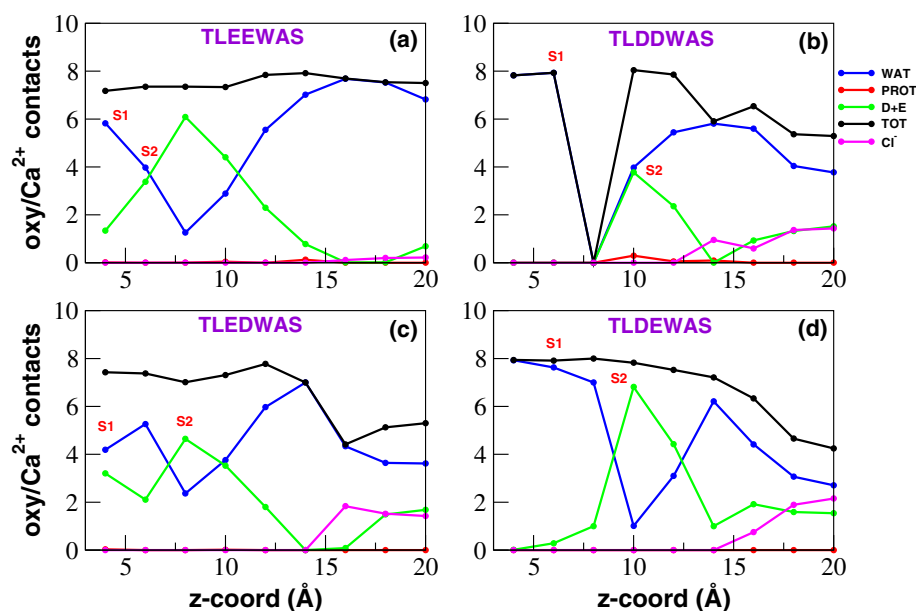 TLEEWAS (a)
TLDDWAS (b)
10
8
6
4
2
0
5 10 15 20
S1
S2
10
8
6
4
2
0
5 10 15 20
S1
S2
WAT
PROT
D+E
TOT
Cl-
oxy/Ca2+ contacts
TLEDWAS (c)
TLDEWAS (d)
10
8
6
4
2
0
5 10 15 20
S1
S2
10
8
6
4
2
0
5 10 15 20
S1
S2
oxy/Ca2+ contacts
z-coord (Å)
z-coord (Å)